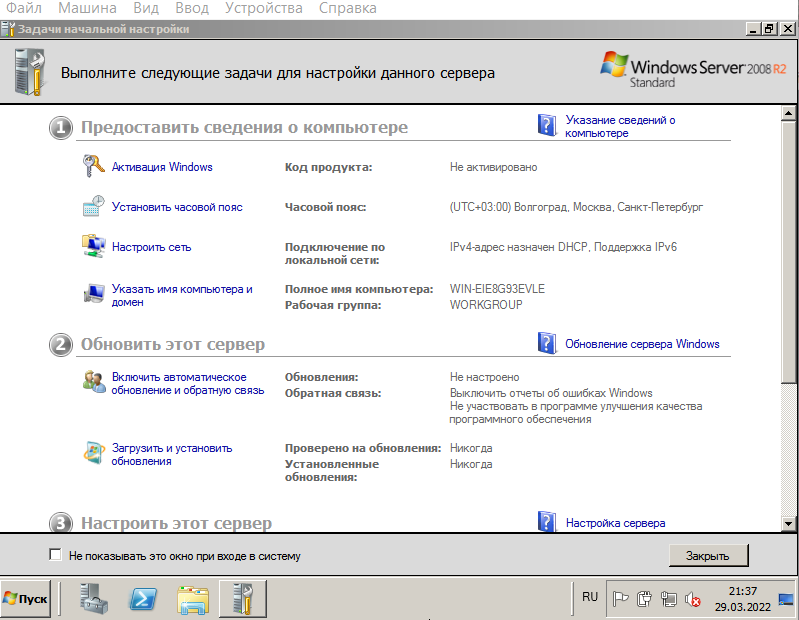 Файл Машина Вид Ввод Устройства Справка
Задачи начальной настройки
Выполните следующие задачи для настройки данного сервера
Windows Server 2008 R2
Standard
1 Предоставить сведения о компьютере
Указание сведений о
компьютере
Активация Windows Код продукта: Не активировано
Установить часовой пояс Часовой пояс: (UTC+03:00) Волгоград, Москва, Санкт-Петербург
Настроить сеть Подключение по IPv4-адрес назначен DHCP, Поддержка IPv6
локальной сети:
Указать имя компьютера и Полное имя компьютера: WIN-EIE8G93EVLE
домен Рабочая группа: WORKGROUP
2 Обновить этот сервер Обновление сервера Windows
Включить автоматическое Обновления: Не настроено
обновление и обратную связь Обратная связь: Выключить отчеты об ошибках Windows
Не участвовать в программе улучшения качества
программного обеспечения
Загрузить и установить Проверено на обновления: Никогда
обновления Установленные Никогда
обновления:
3 Настроить этот сервер Настройка сервера
Не показывать это окно при входе в систему Закрыть
Пуск RU 21:37
29.03.2022